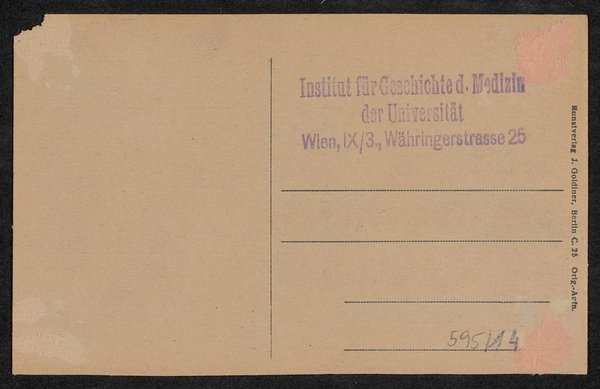 Institut für Geschichte d. Medizin
der Universität
Wien, IX/3., Währingerstrasse 25
Kunstverlag J. Goldiner, Berlin C. 25 Orig.-Aufn.
595/14